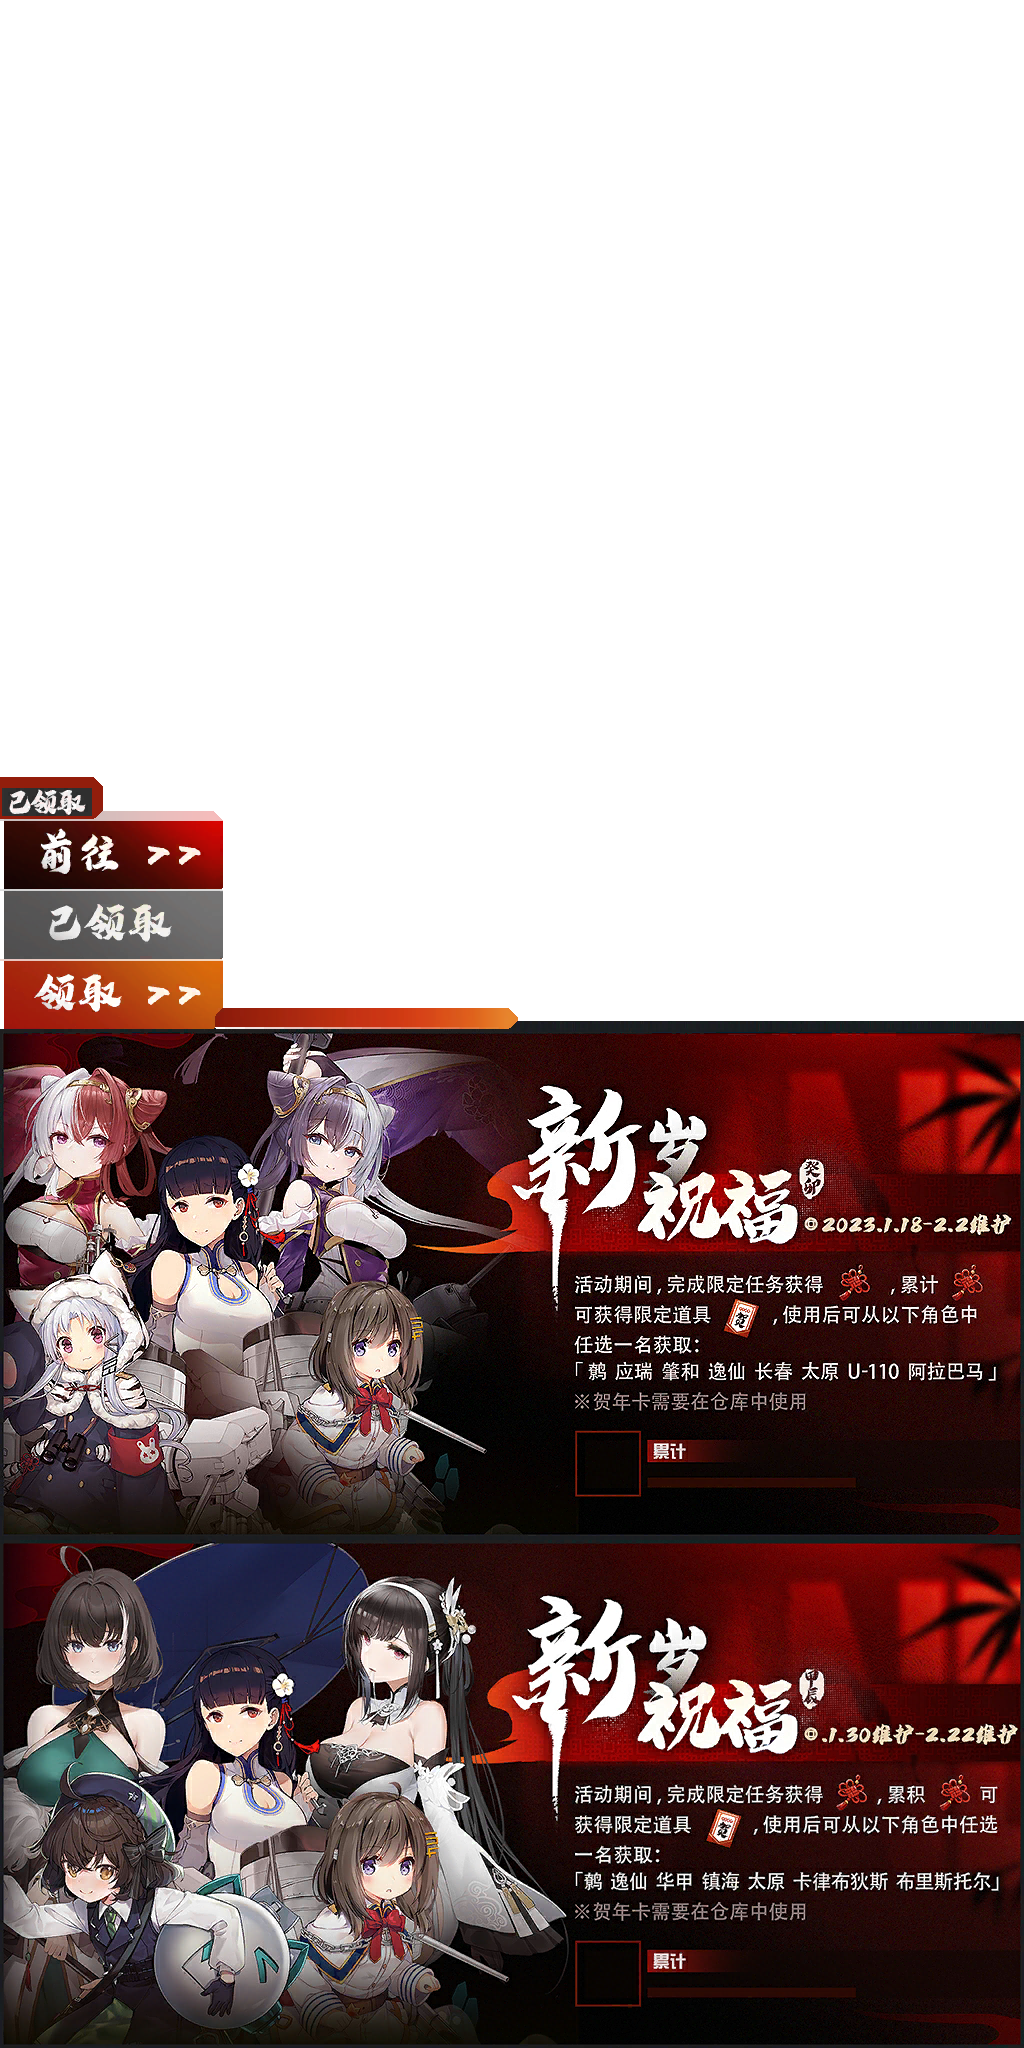 已领取
前往 >>
已领取
领取 >>
新岁
祝福
癸卯
2023.1.18-2.2维护
活动期间,完成限定任务获得 ,累计
可获得限定道具 ,使用后可从以下角色中
任选一名获取:
「鹩 应瑞 肇和 逸仙 长春 太原 U-110 阿拉巴马」
※贺年卡需要在仓库中使用
累计
新岁
祝福
甲辰
.1.30维护-2.22维护
活动期间,完成限定任务获得 ,累积 可
获得限定道具 ,使用后可从以下角色中任选
一名获取:
「鹩 逸仙 华甲 镇海 太原 卡律布狄斯 布里斯托尔」
※贺年卡需要在仓库中使用
累计